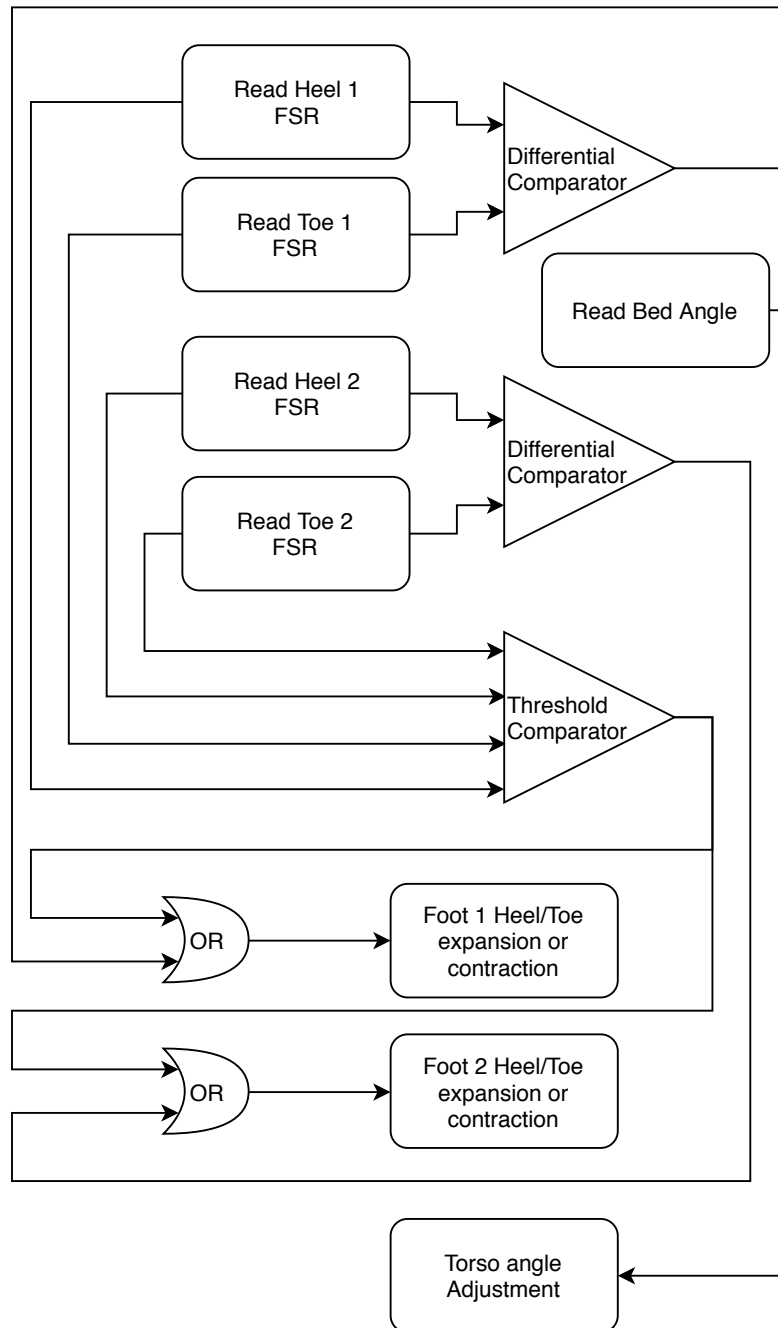 Read Heel 1
FSR
Differential
Comparator
Read Toe 1
FSR
Read Bed Angle
Read Heel 2
FSR
Differential
Comparator
Read Toe 2
FSR
Threshold
Comparator
OR
Foot 1 Heel/Toe
expansion or
contraction
OR
Foot 2 Heel/Toe
expansion or
contraction
Torso angle
Adjustment